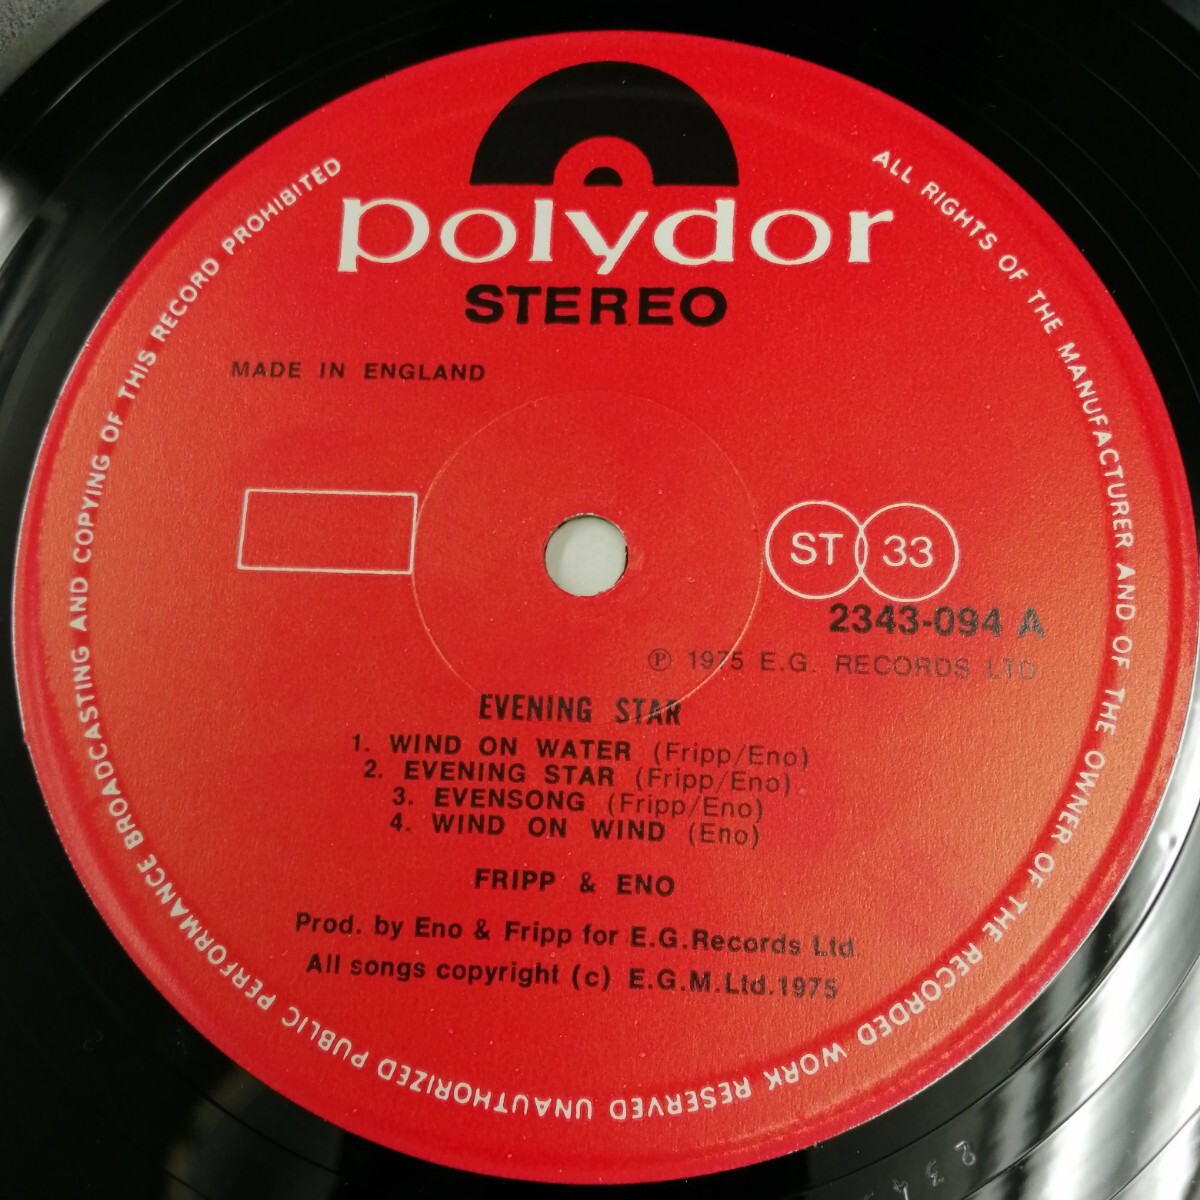 polydor
STEREO
MADE IN ENGLAND
ST 33
2343-094 A
℗ 1975 E.G. RECORDS LTD
EVENING STAR
1. WIND ON WATER (Fripp/Eno)
2. EVENING STAR (Fripp/Eno)
3. EVENSONG (Fripp/Eno)
4. WIND ON WIND (Eno)
FRIPP & ENO
Prod. by Eno & Fripp for E.G.Records Ltd.
All songs copyright (c) E.G.M.Ltd.1975
ALL RIGHTS OF THE MANUFACTURER AND OF THE OWNER OF THE RECORDED WORK RESERVED UNAUTHORIZED PUBLIC PERFORMANCE BROADCASTING AND COPYING OF THIS RECORD PROHIBITED